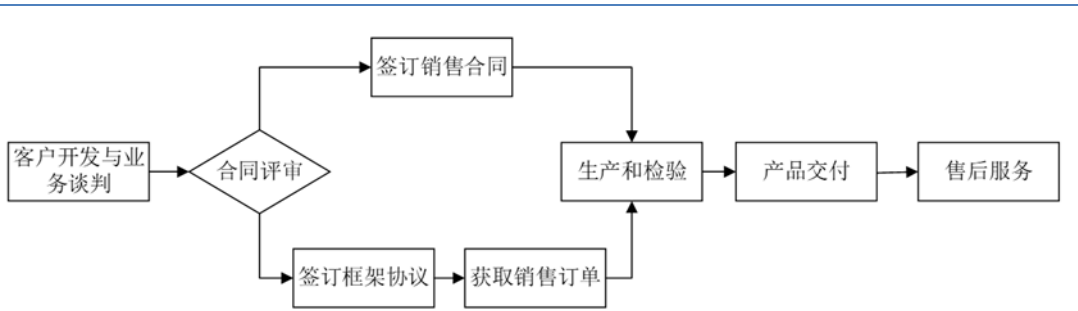 签订销售合同
客户开发与业
务谈判
合同评审
生产和检验
产品交付
售后服务
签订框架协议
获取销售订单